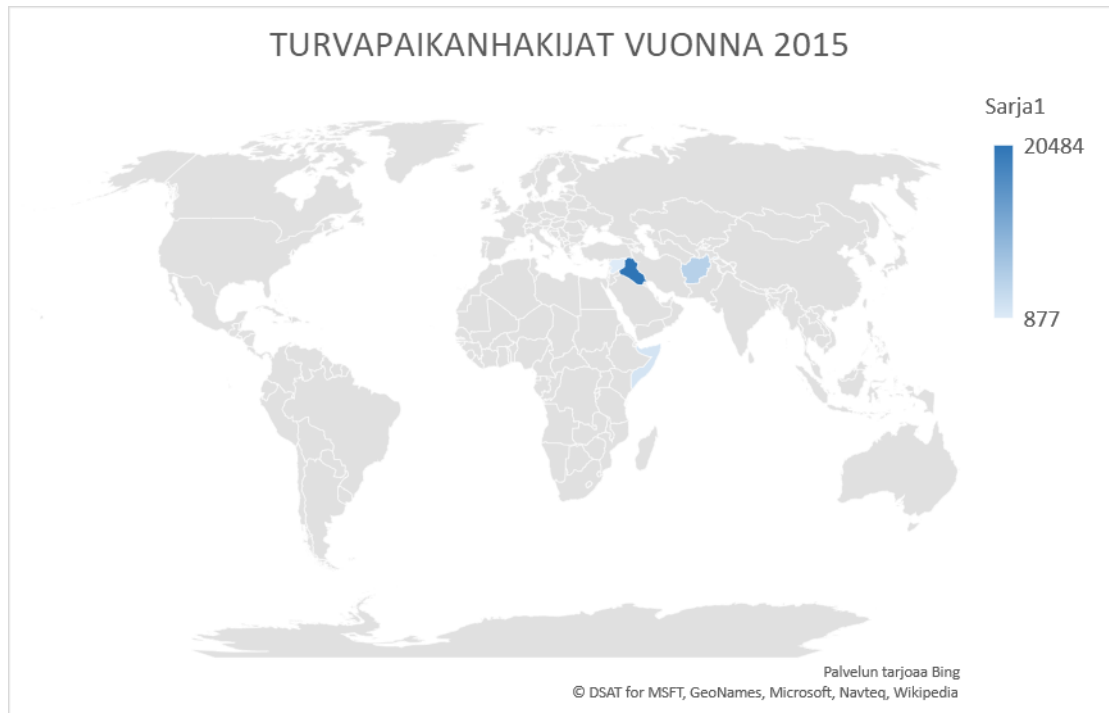 TURVAPAIKANHAKIJAT VUONNA 2015
Sarja1
20484
877
Palvelun tarjoaa Bing
© DSAT for MSFT, GeoNames, Microsoft, Navteq, Wikipedia